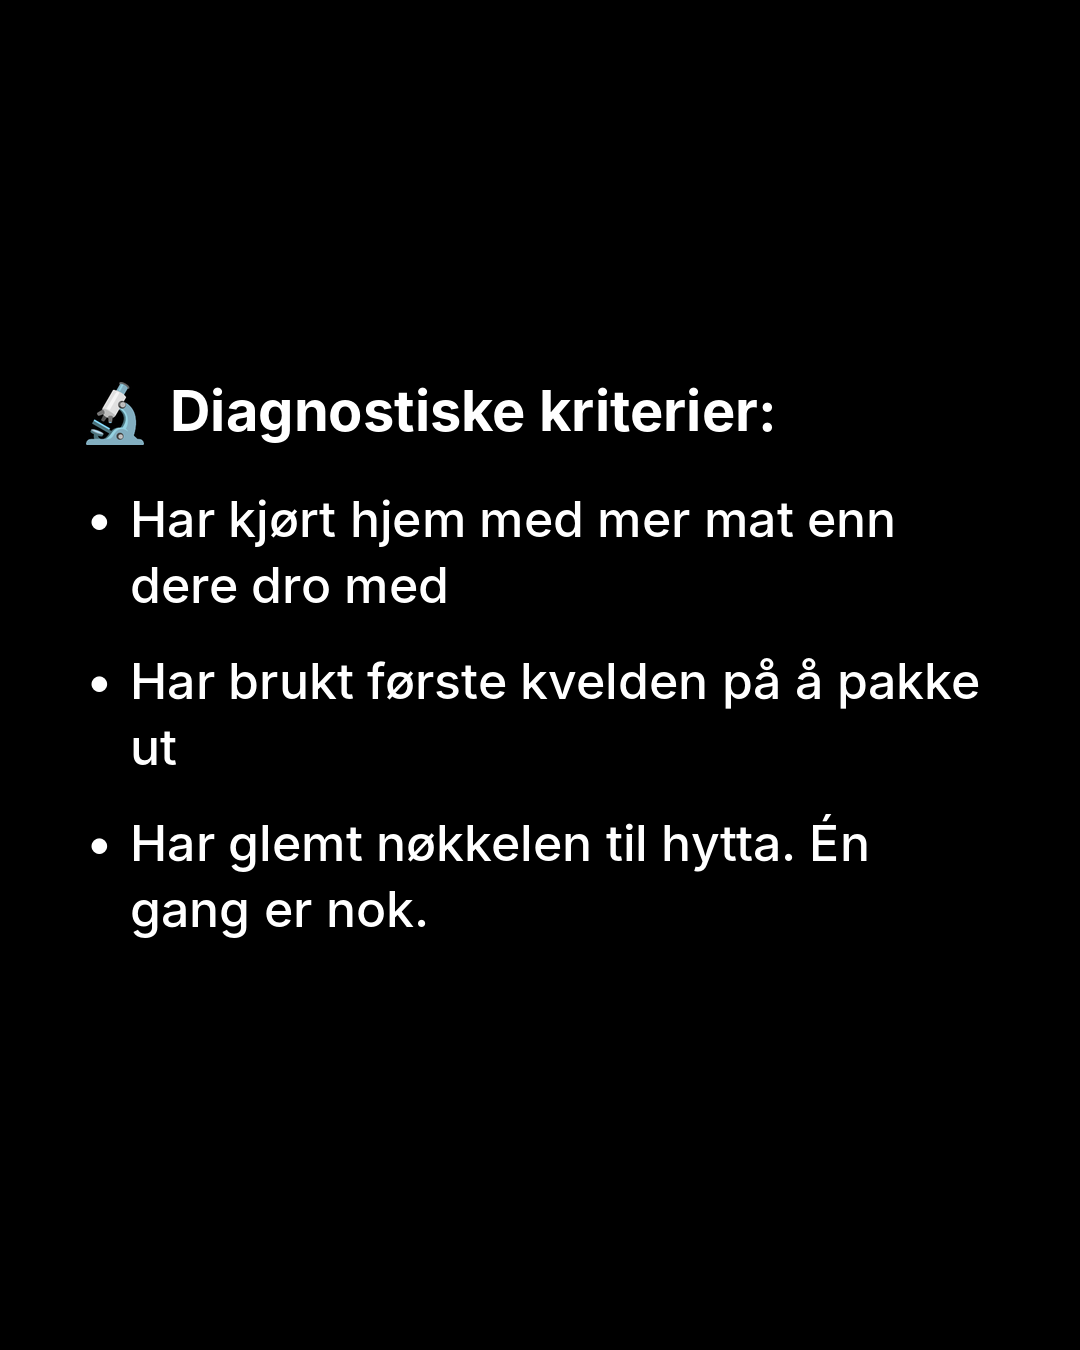 🔬 Diagnostiske kriterier:
• Har kjørt hjem med mer mat enn
dere dro med
• Har brukt første kvelden på å pakke
ut
• Har glemt nøkkelen til hytta. Én
gang er nok.